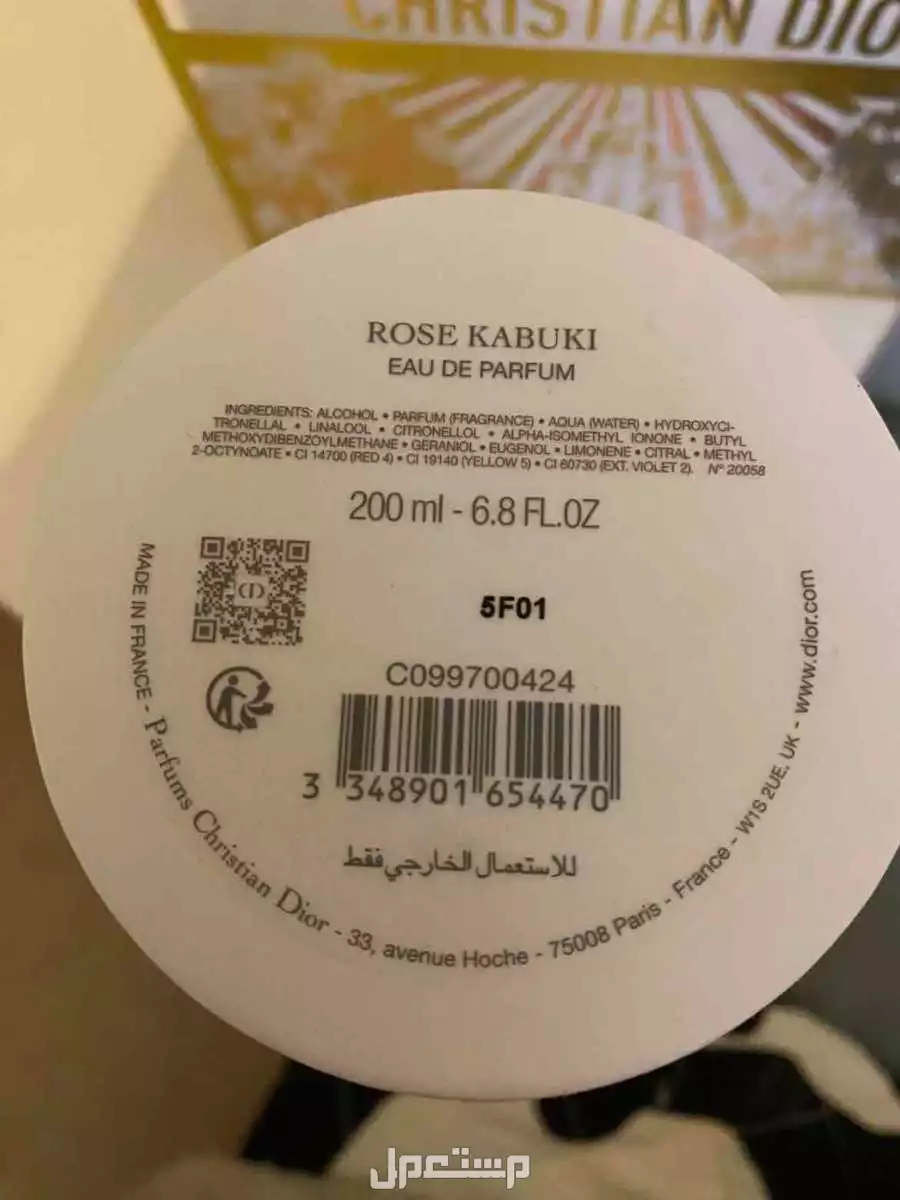 CHRISTIAN DIO
ROSE KABUKI
EAU DE PARFUM
INGREDIENTS: ALCOHOL • PARFUM (FRAGRANCE) • AQUA (WATER) • HYDROXYCI-
TRONELLAL • LINALOOL • CITRONELLOL • ALPHA-ISOMETHYL IONONE • BUTYL
METHOXYDIBENZOYLMETHANE • GERANIOL • EUGENOL • LIMONENE • CITRAL • METHYL
2-OCTYNOATE • CI 14700 (RED 4) • CI 19140 (YELLOW 5) • CI 60730 (EXT. VIOLET 2). N° 20058
200 ml - 6.8 FL.OZ
5F01
C099700424
3 348901 654470
للاستعمال الخارجي فقط
MADE IN FRANCE - Parfums Christian Dior - 33, avenue Hoche - 75008 Paris - France - W1S 2UE. UK - www.dior.com
مستعمل